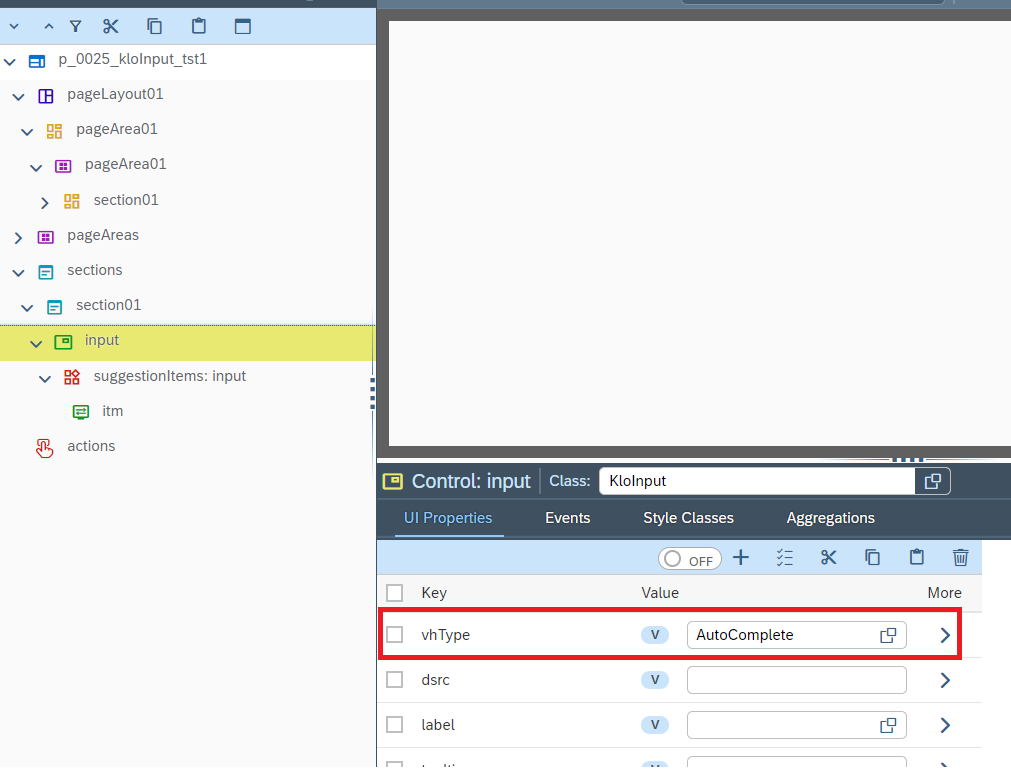 p_0025_kloInput_tst1
pageLayout01
pageArea01
pageArea01
section01
pageAreas
sections
section01
input
suggestionItems: input
itm
actions
Control: input Class: KloInput
UI Properties Events Style Classes Aggregations
OFF
Key Value More
vhType V AutoComplete
dsrc V
label V